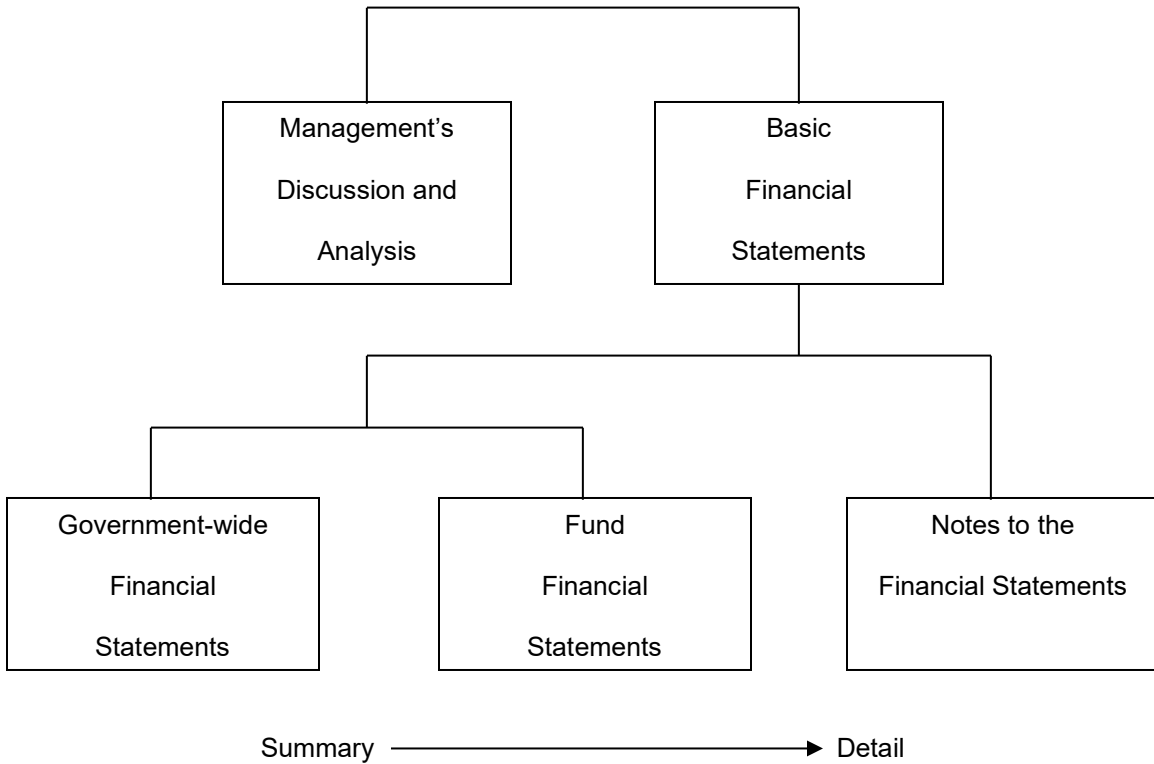 Management’s
Discussion and
Analysis
Basic
Financial
Statements
Government-wide
Financial
Statements
Fund
Financial
Statements
Notes to the
Financial Statements
Summary
Detail